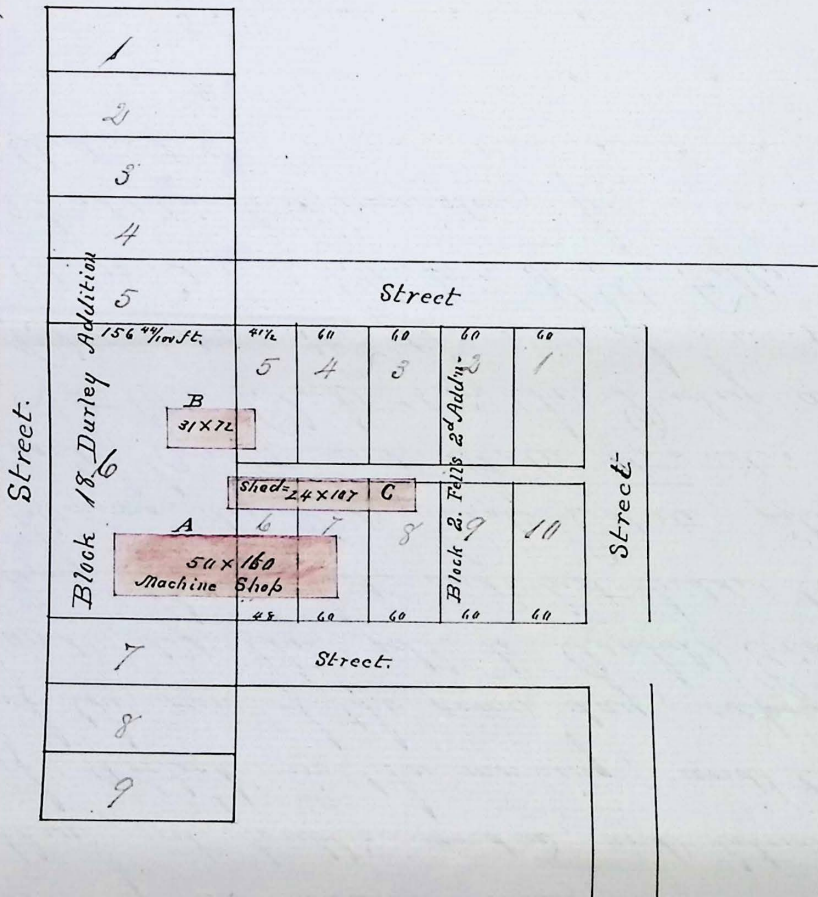 1
2
3
4
5
Street
Street.
Block 18, Durley Addition
156 44/100 ft.
41½ 60 60 60 60
5 4 3 2 1
Block 2. Fells 2d Add'n-
B
31 X 72
6
Shed= 24 X 107 C
A
6 7 8 9 10
50 X 160
Machine Shop
48 60 60 60 60
Street
7
Street.
8
9